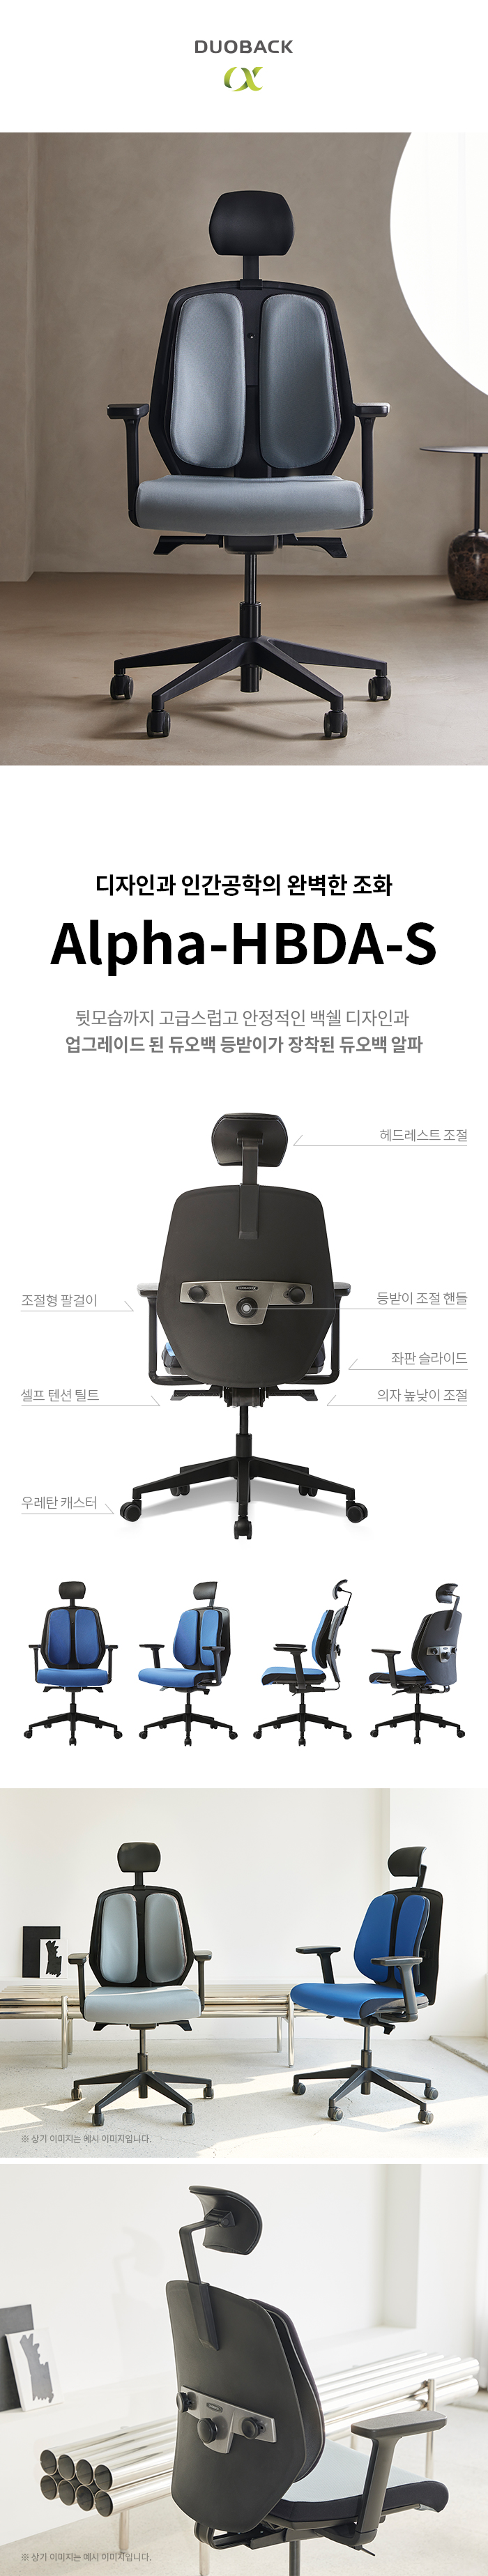 DUOBACK
α
디자인과 인간공학의 완벽한 조화
Alpha-HBDA-S
뒷모습까지 고급스럽고 안정적인 백쉘 디자인과
업그레이드 된 듀오백 등받이가 장착된 듀오백 알파
헤드레스트 조절
조절형 팔걸이
등받이 조절 핸들
좌판 슬라이드
셀프 텐션 틸트
의자 높낮이 조절
우레탄 캐스터
※ 상기 이미지는 예시 이미지입니다.
※ 상기 이미지는 예시 이미지입니다.